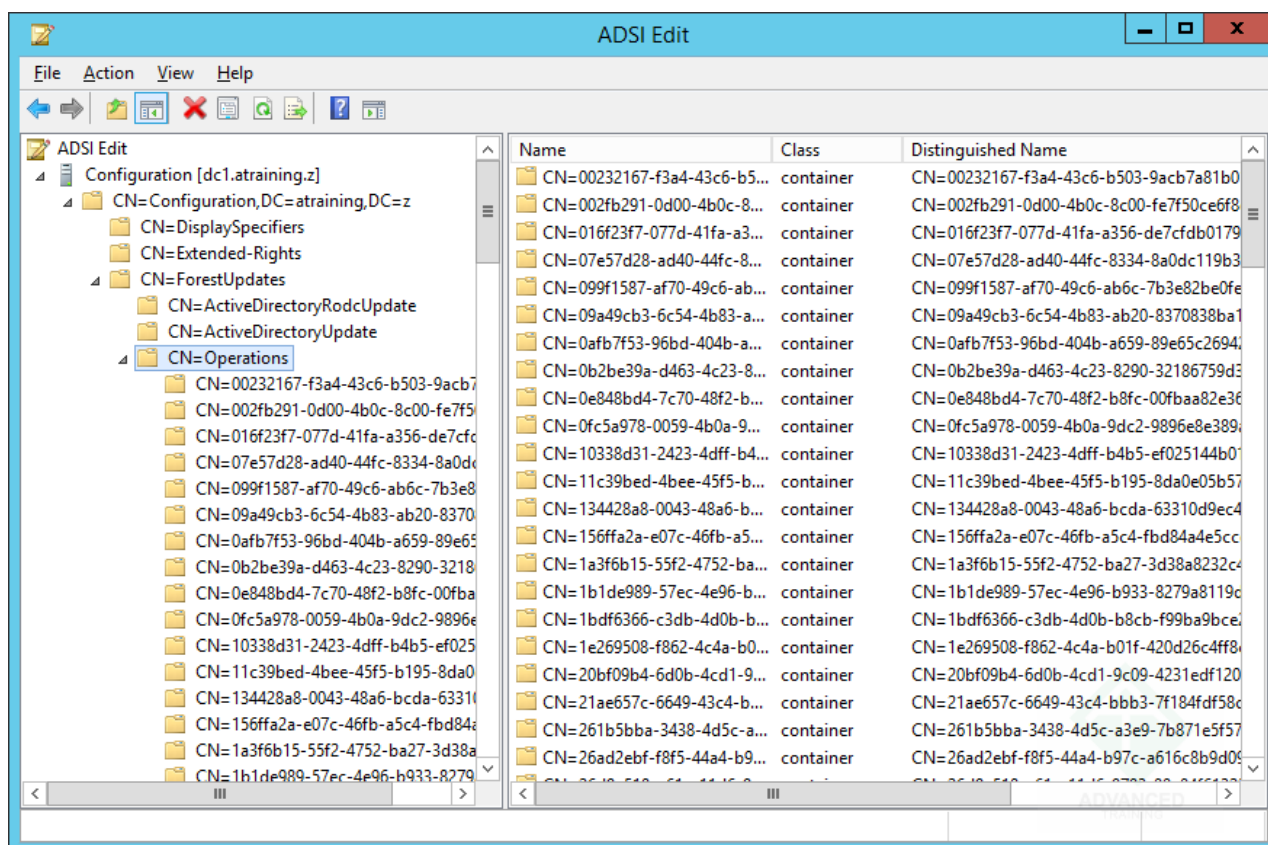 ADSI Edit
File Action View Help
ADSI Edit
Configuration [dc1.atraining.z]
CN=Configuration,DC=atraining,DC=z
CN=DisplaySpecifiers
CN=Extended-Rights
CN=ForestUpdates
CN=ActiveDirectoryRodcUpdate
CN=ActiveDirectoryUpdate
CN=Operations
CN=00232167-f3a4-43c6-b503-9acb7
CN=002fb291-0d00-4b0c-8c00-fe7f5
CN=016f23f7-077d-41fa-a356-de7cfc
CN=07e57d28-ad40-44fc-8334-8a0dc
CN=099f1587-af70-49c6-ab6c-7b3e8
CN=09a49cb3-6c54-4b83-ab20-8370
CN=0afb7f53-96bd-404b-a659-89e65
CN=0b2be39a-d463-4c23-8290-3218
CN=0e848bd4-7c70-48f2-b8fc-00fba
CN=0fc5a978-0059-4b0a-9dc2-9896e
CN=10338d31-2423-4dff-b4b5-ef025
CN=11c39bed-4bee-45f5-b195-8da0
CN=134428a8-0043-48a6-bcda-6331
CN=156ffa2a-e07c-46fb-a5c4-fbd84a
CN=1a3f6b15-55f2-4752-ba27-3d38a
CN=1b1de989-57ec-4e96-b933-8279
Name Class Distinguished Name
CN=00232167-f3a4-43c6-b5... container CN=00232167-f3a4-43c6-b503-9acb7a81b0
CN=002fb291-0d00-4b0c-8... container CN=002fb291-0d00-4b0c-8c00-fe7f50ce6f8
CN=016f23f7-077d-41fa-a3... container CN=016f23f7-077d-41fa-a356-de7cfdb0179
CN=07e57d28-ad40-44fc-8... container CN=07e57d28-ad40-44fc-8334-8a0dc119b3
CN=099f1587-af70-49c6-ab... container CN=099f1587-af70-49c6-ab6c-7b3e82be0fe
CN=09a49cb3-6c54-4b83-a... container CN=09a49cb3-6c54-4b83-ab20-8370838ba1
CN=0afb7f53-96bd-404b-a... container CN=0afb7f53-96bd-404b-a659-89e65c26942
CN=0b2be39a-d463-4c23-8... container CN=0b2be39a-d463-4c23-8290-32186759d3
CN=0e848bd4-7c70-48f2-b... container CN=0e848bd4-7c70-48f2-b8fc-00fbaa82e36
CN=0fc5a978-0059-4b0a-9... container CN=0fc5a978-0059-4b0a-9dc2-9896e8e389
CN=10338d31-2423-4dff-b4... container CN=10338d31-2423-4dff-b4b5-ef025144b0
CN=11c39bed-4bee-45f5-b... container CN=11c39bed-4bee-45f5-b195-8da0e05b57
CN=134428a8-0043-48a6-b... container CN=134428a8-0043-48a6-bcda-63310d9ec4
CN=156ffa2a-e07c-46fb-a5... container CN=156ffa2a-e07c-46fb-a5c4-fbd84a4e5cc
CN=1a3f6b15-55f2-4752-ba... container CN=1a3f6b15-55f2-4752-ba27-3d38a8232c4
CN=1b1de989-57ec-4e96-b... container CN=1b1de989-57ec-4e96-b933-8279a8119c
CN=1bdf6366-c3db-4d0b-b... container CN=1bdf6366-c3db-4d0b-b8cb-f99ba9bce
CN=1e269508-f862-4c4a-b0... container CN=1e269508-f862-4c4a-b01f-420d26c4ff8
CN=20bf09b4-6d0b-4cd1-9... container CN=20bf09b4-6d0b-4cd1-9c09-4231edf120
CN=21ae657c-6649-43c4-b... container CN=21ae657c-6649-43c4-bbb3-7f184fdf58c
CN=261b5bba-3438-4d5c-a... container CN=261b5bba-3438-4d5c-a3e9-7b871e5f57
CN=26ad2ebf-f8f5-44a4-b9... container CN=26ad2ebf-f8f5-44a4-b97c-a616c8b9d09
ADVANCED
TRAINING